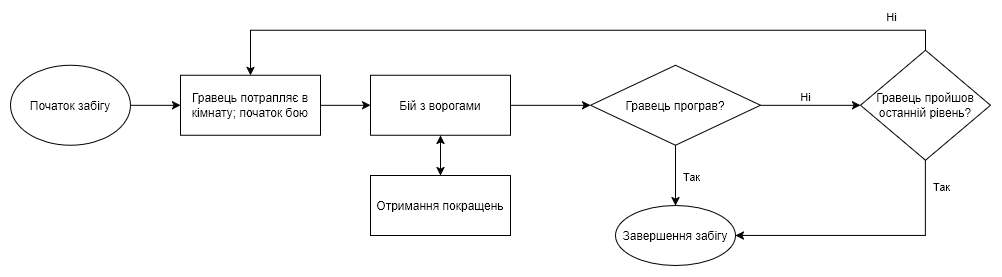 Ні
Початок забігу
Гравець потрапляє в
кімнату; початок бою
Бій з ворогами
Гравець програв?
Ні
Гравець пройшов
останній рівень?
Так
Так
Отримання покращень
Завершення забігу